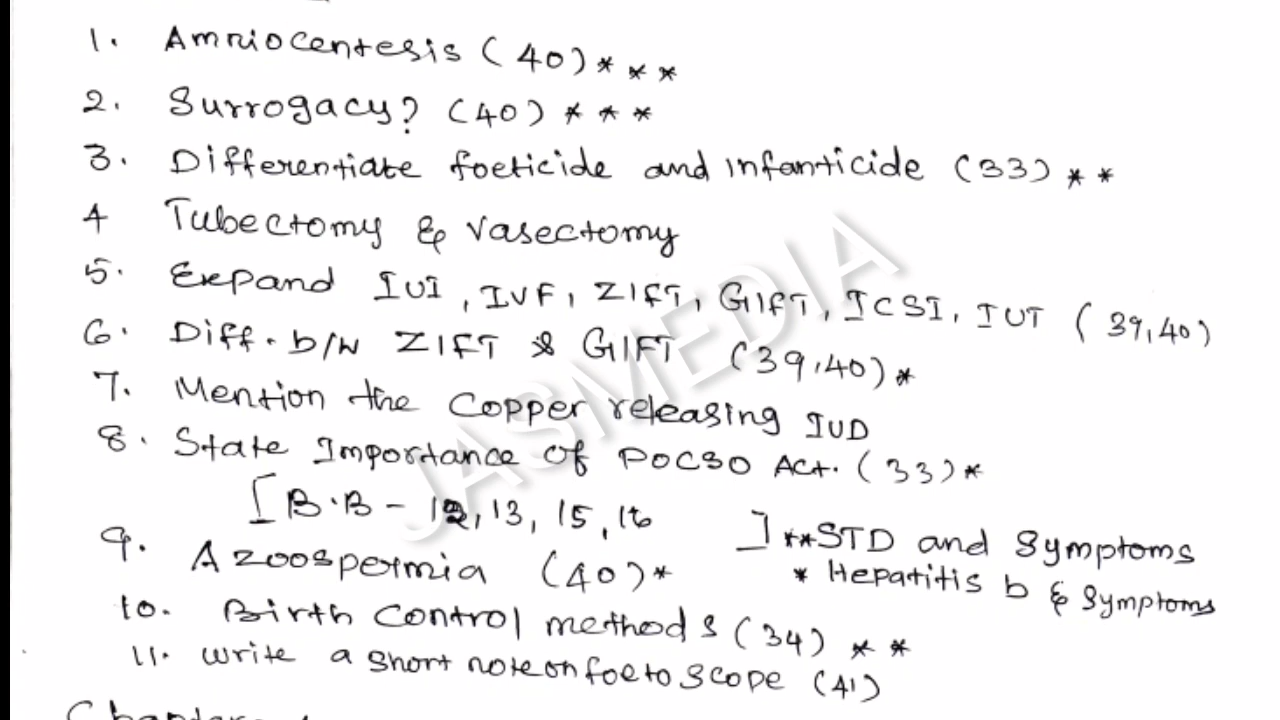 1. Amniocentesis (40) ***
2. Surrogacy? (40) ***
3. Differentiate foeticide and infanticide (33) **
4 Tubectomy & vasectomy
5. Expand IUI, IVF, ZIFT, GIFT, ICSI, IUT (39,40)
6. Diff. b/w ZIFT & GIFT (39,40)*
7. Mention the Copper releasing IUD
8. State Importance of POCSO Act. (33)*
[B.B - 12, 13, 15, 16 ] **STD and Symptoms
* Hepatitis b & Symptoms
9. Azoospermia (40)*
10. Birth Control methods (34) **
11. write a short note on foetoscope (41)
JASMEDIA